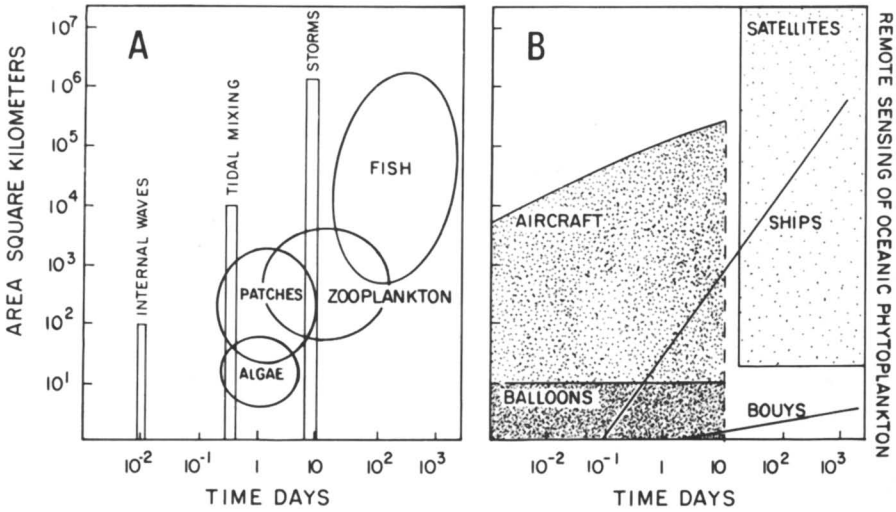 A
AREA SQUARE KILOMETERS
10⁷
10⁶
10⁵
10⁴
10³
10²
10¹
INTERNAL WAVES
TIDAL MIXING
STORMS
FISH
PATCHES
ZOOPLANKTON
ALGAE
10⁻²
10⁻¹
1
10
10²
10³
TIME DAYS
B
SATELLITES
AIRCRAFT
SHIPS
BALLOONS
BOUYS
10⁻²
10⁻¹
1
10
10²
10³
TIME DAYS
REMOTE SENSING OF OCEANIC PHYTOPLANKTON